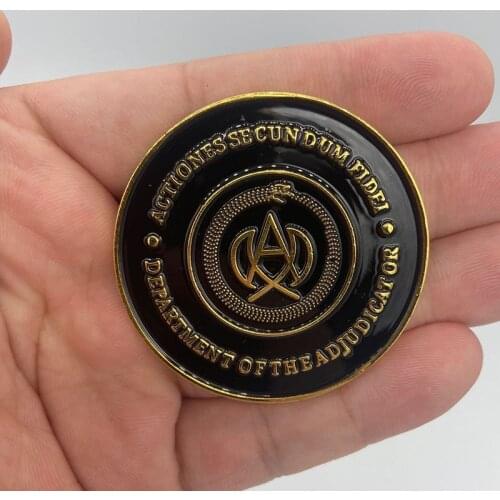 ACTIONES SECUNDUM FIDEI
DEPARTMENT OF THE ADJUDICATOR